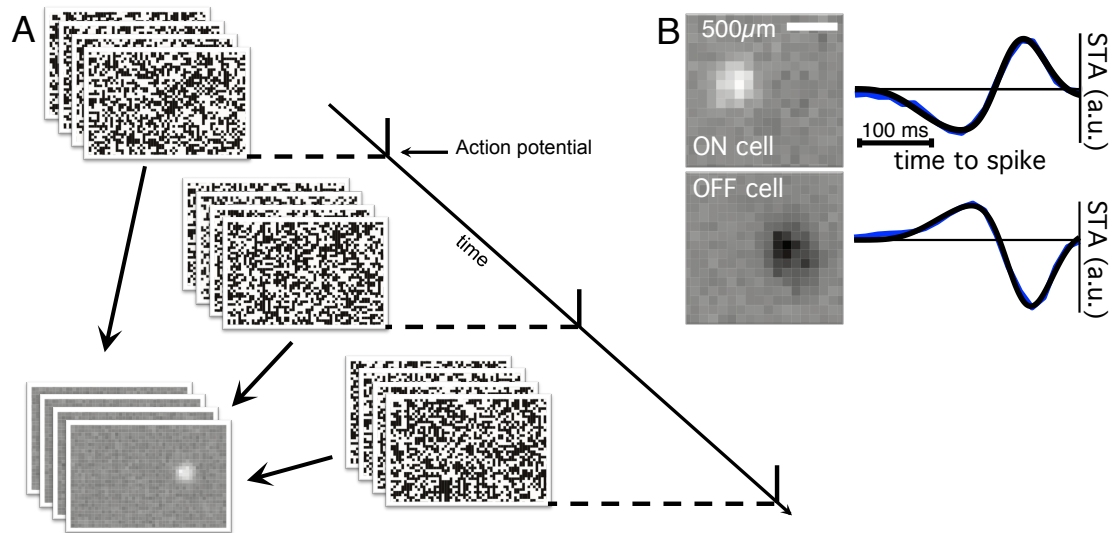 A
Action potential
time
B
500µm
ON cell
STA (a.u.)
100 ms
time to spike
OFF cell
STA (a.u.)